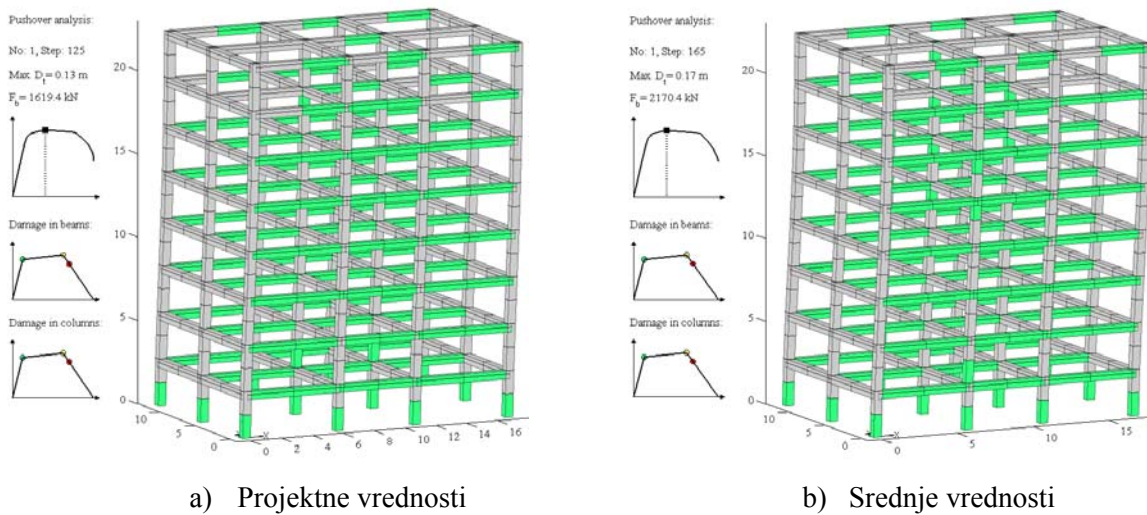 Pushover analysis:
No: 1, Step: 125
Max. D_t = 0.13 m
F_b = 1619.4 kN
Damage in beams:
Damage in columns:
20
15
10
5
0
10
5
0
X
0
2
4
6
8
10
12
14
16
a) Projektne vrednosti
Pushover analysis:
No: 1, Step: 165
Max. D_t = 0.17 m
F_b = 2170.4 kN
Damage in beams:
Damage in columns:
20
15
10
5
0
10
5
0
X
0
5
10
15
b) Srednje vrednosti